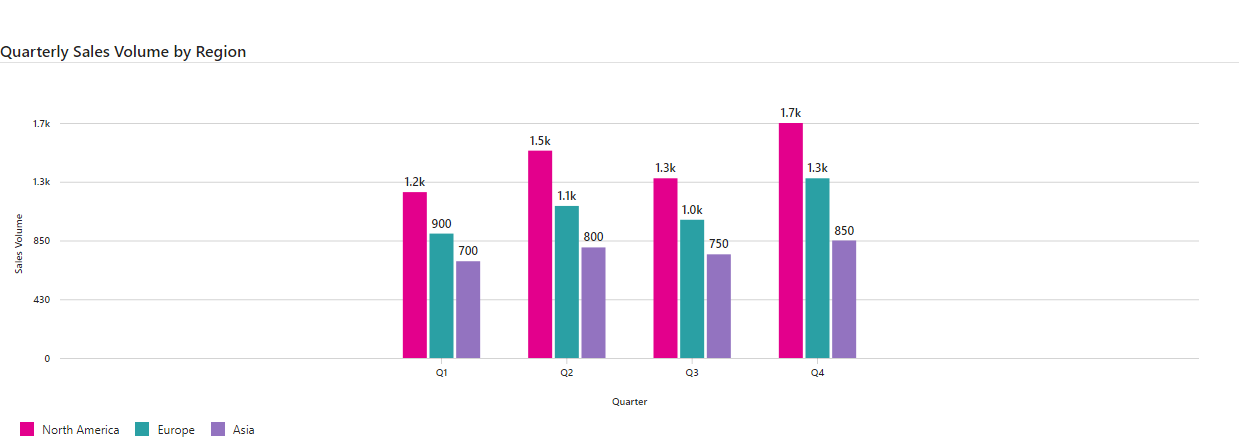 Quarterly Sales Volume by Region
1.7k
1.3k
850
430
0
Sales Volume
1.2k
900
700
1.5k
1.1k
800
1.3k
1.0k
750
1.7k
1.3k
850
Q1 Q2 Q3 Q4
Quarter
North America Europe Asia